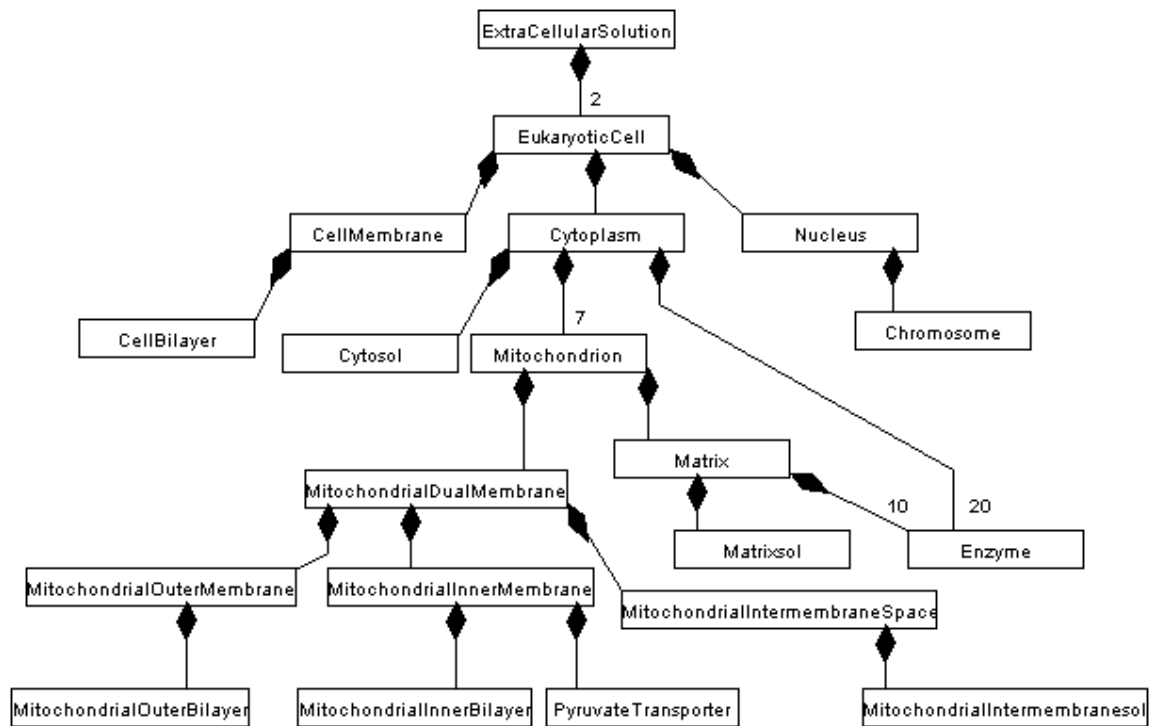 ExtraCellularSolution
2
EukaryoticCell
CellMembrane
Cytoplasm
Nucleus
7
CellBilayer
Cytosol
Mitochondrion
Chromosome
Matrix
MitochondrialDualMembrane
10
20
Matrixsol
Enzyme
MitochondrialOuterMembrane
MitochondrialInnerMembrane
MitochondrialIntermembraneSpace
MitochondrialOuterBilayer
MitochondrialInnerBilayer
PyruvateTransporter
MitochondrialIntermembranesol